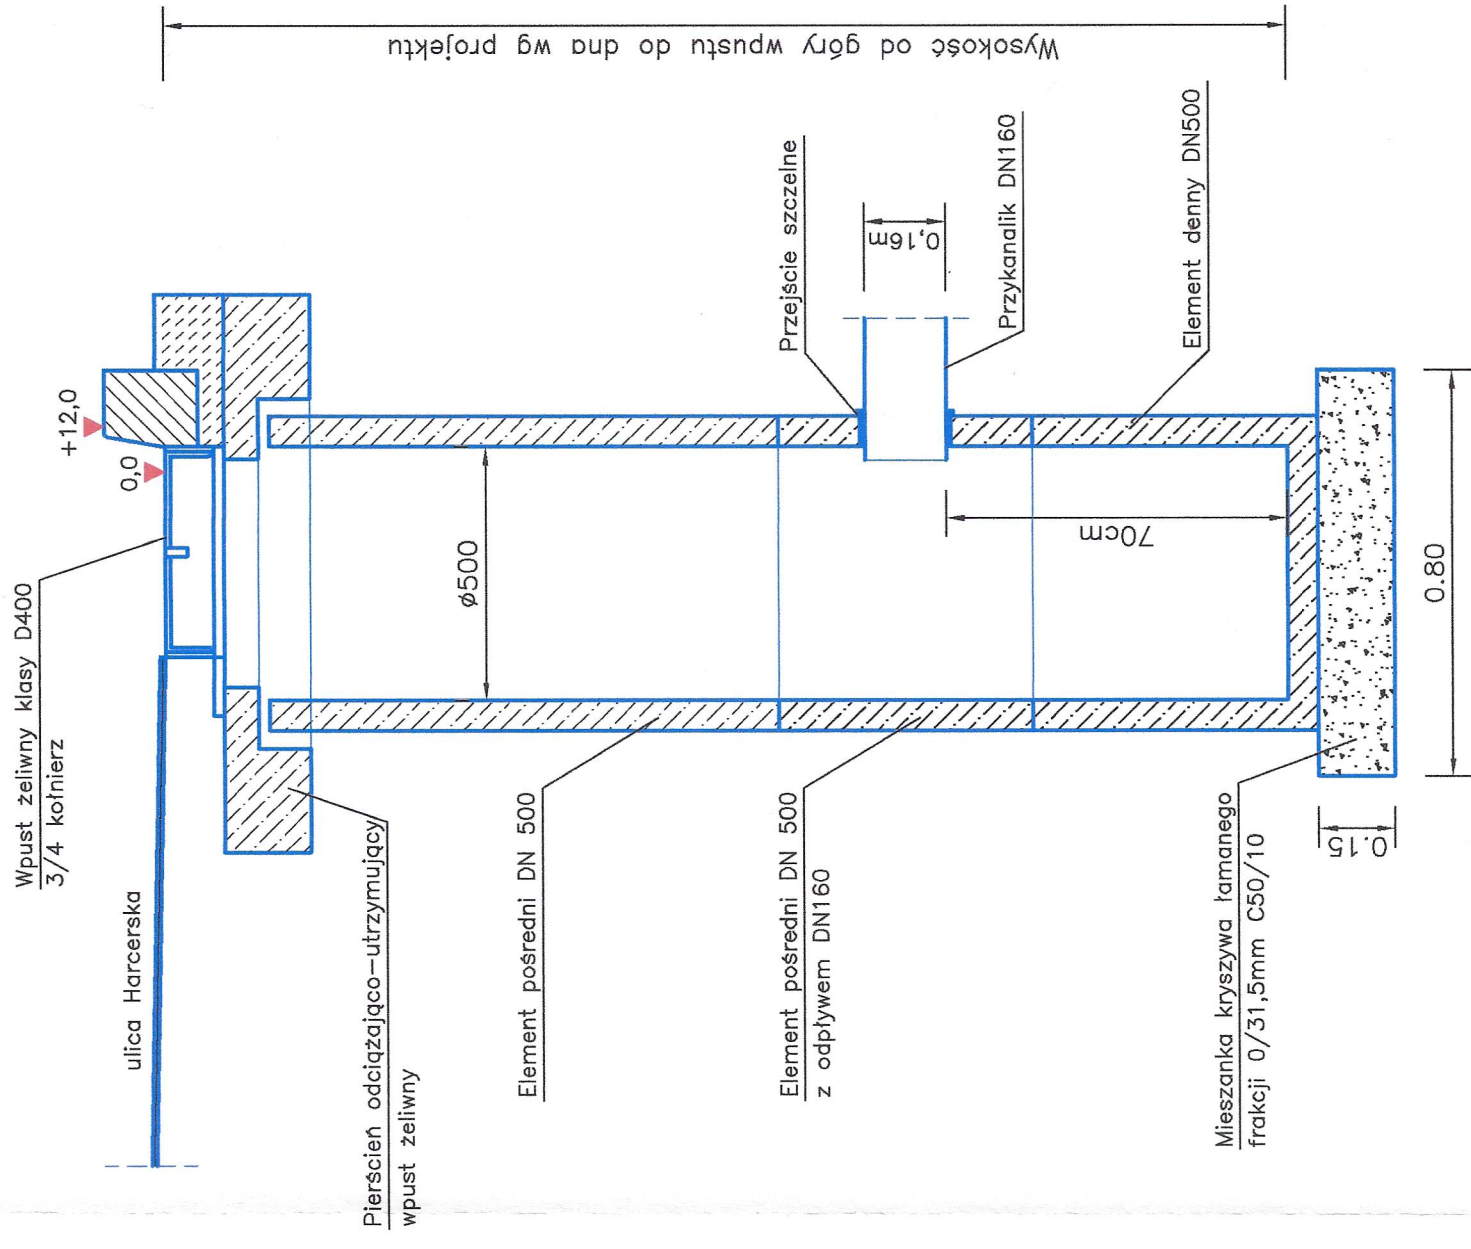 Wpust żeliwny klasy D400
3/4 kołnierz
ulica Harcerska
0,0
+12,0
Pierścień odciążająco-utrzymujący
wpust żeliwny
Element pośredni DN 500
Element pośredni DN 500
z odpływem DN160
Mieszanka kryszywa łamanego
frakcji 0/31,5mm C50/10
ø500
70cm
0,16m
Przejście szczelne
Przykanalik DN160
Element denny DN500
Wysokość od góry wpustu do dna wg projektu
0.15
0.80